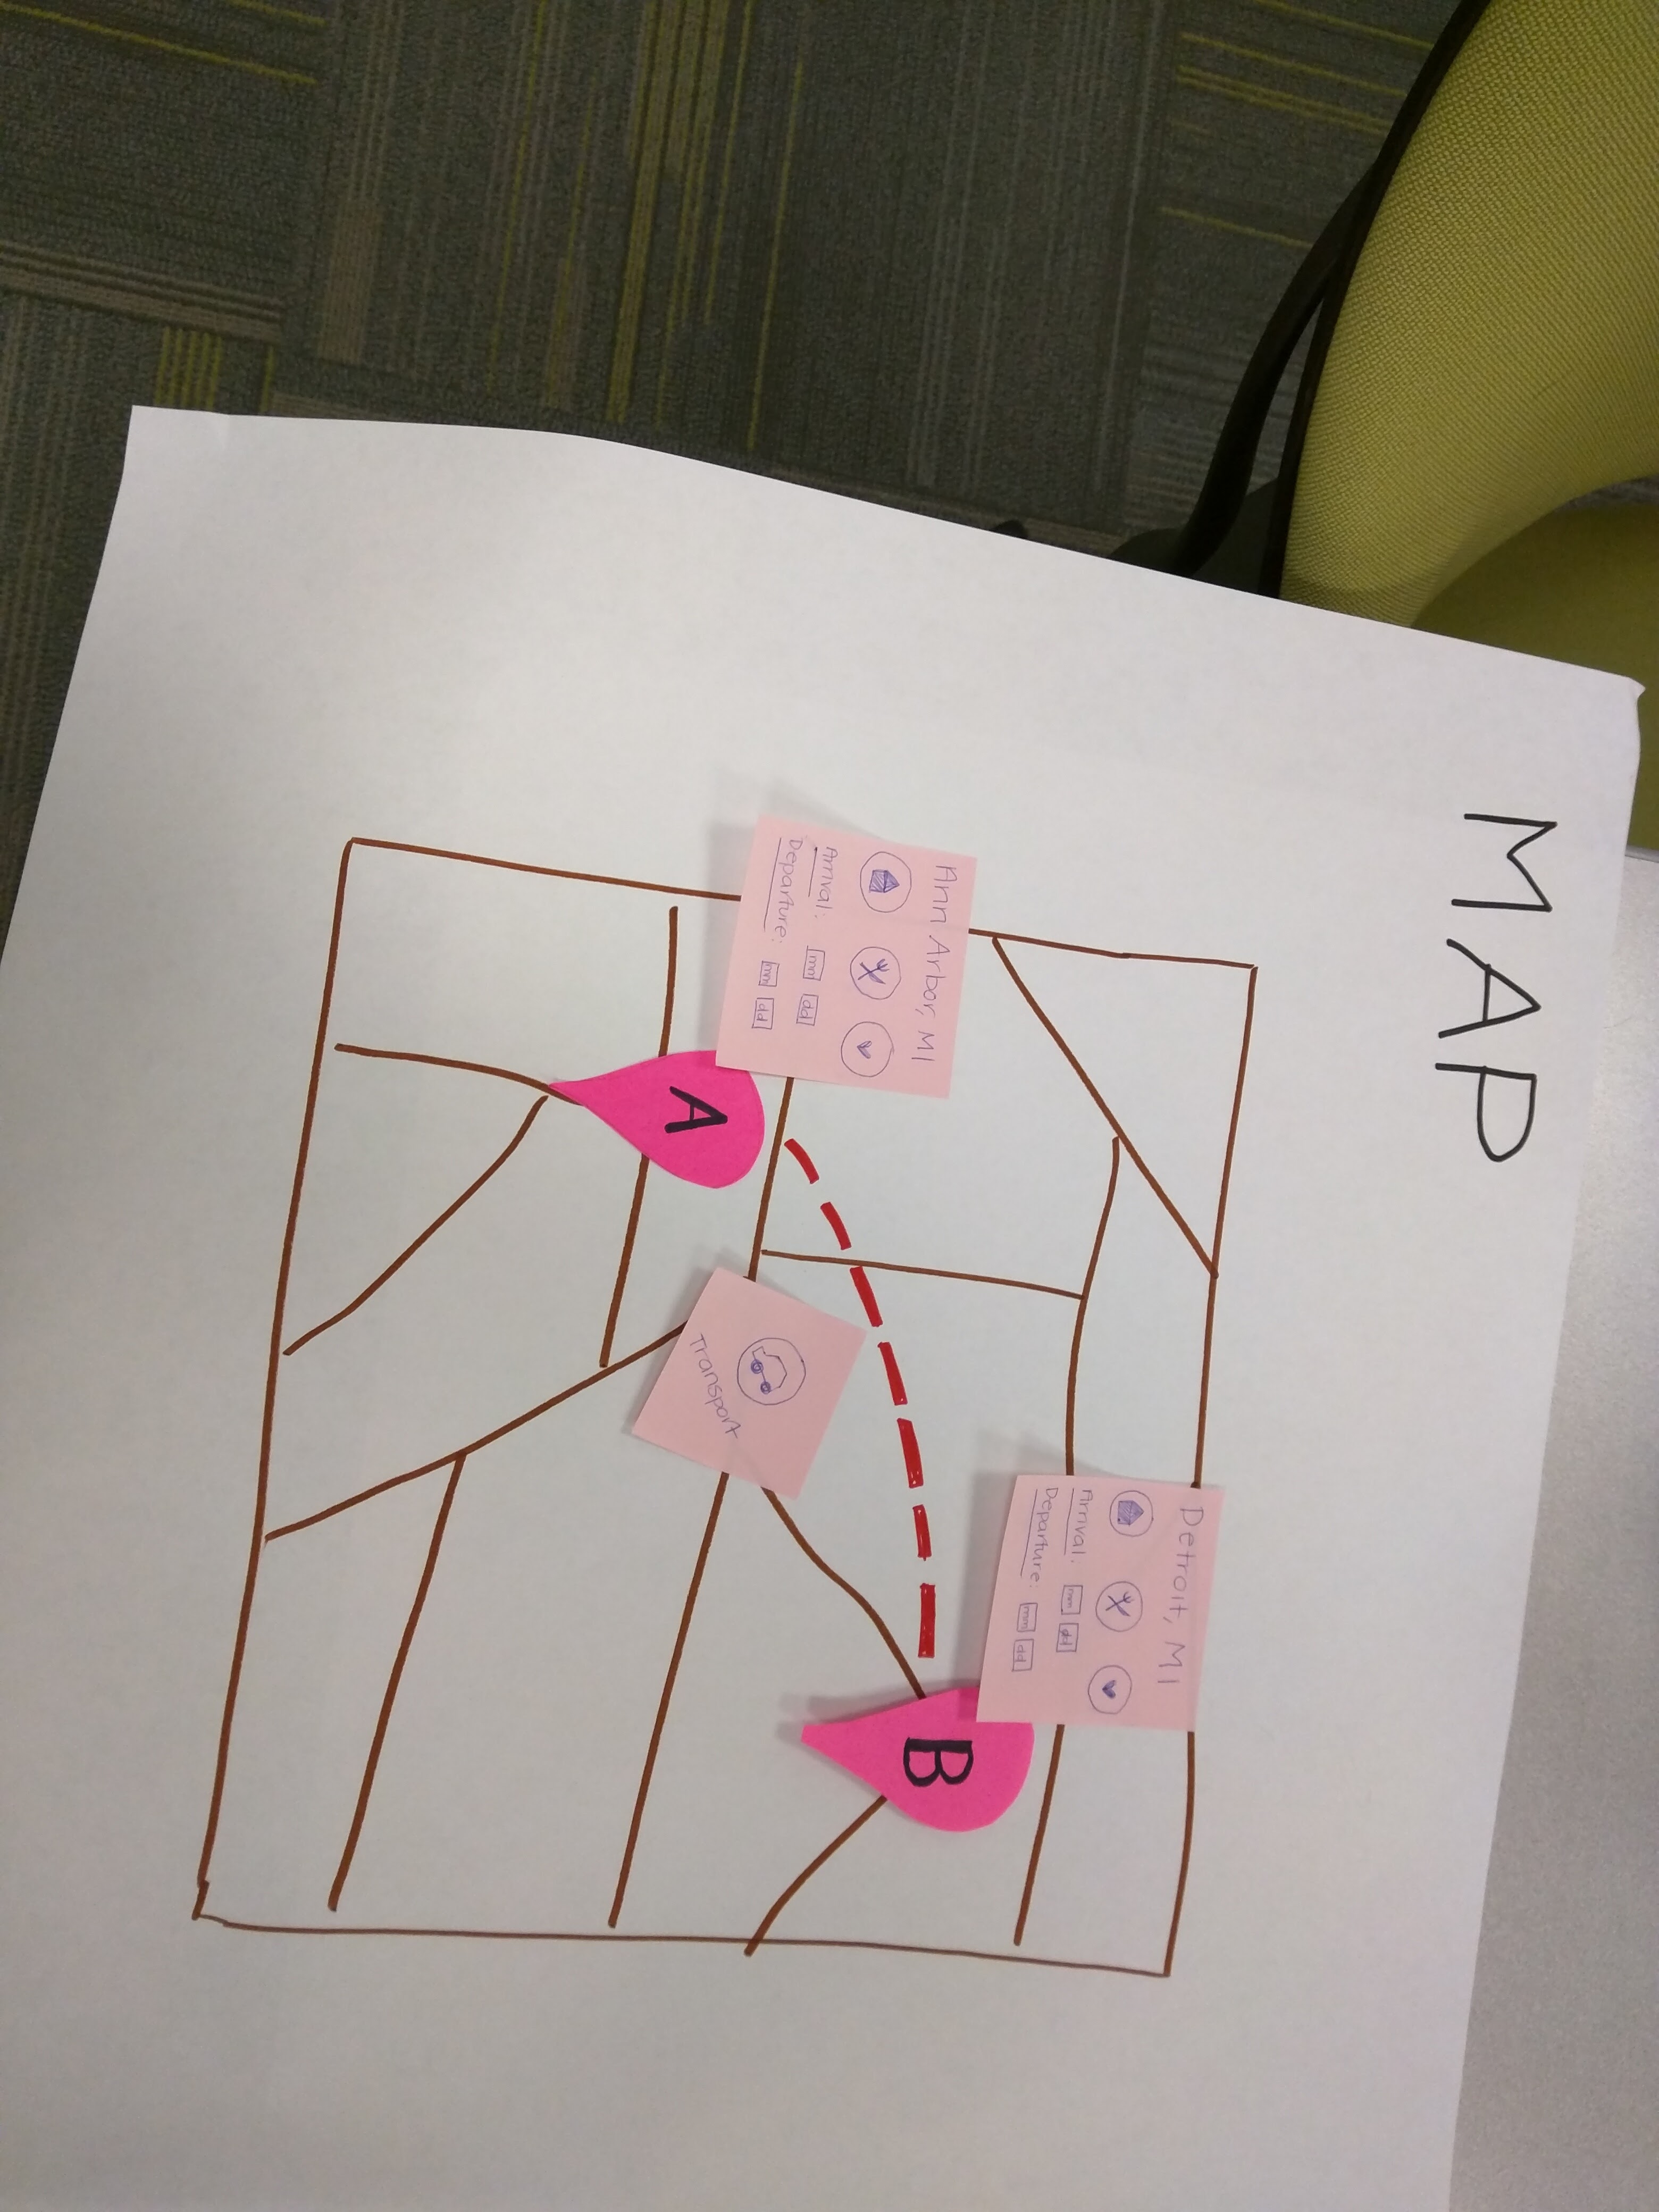 MAP
Ann Arbor, MI
Arrival: mm dd
Departure: mm dd
A
Transport
Detroit, MI
Arrival: mm dd
Departure: mm dd
B